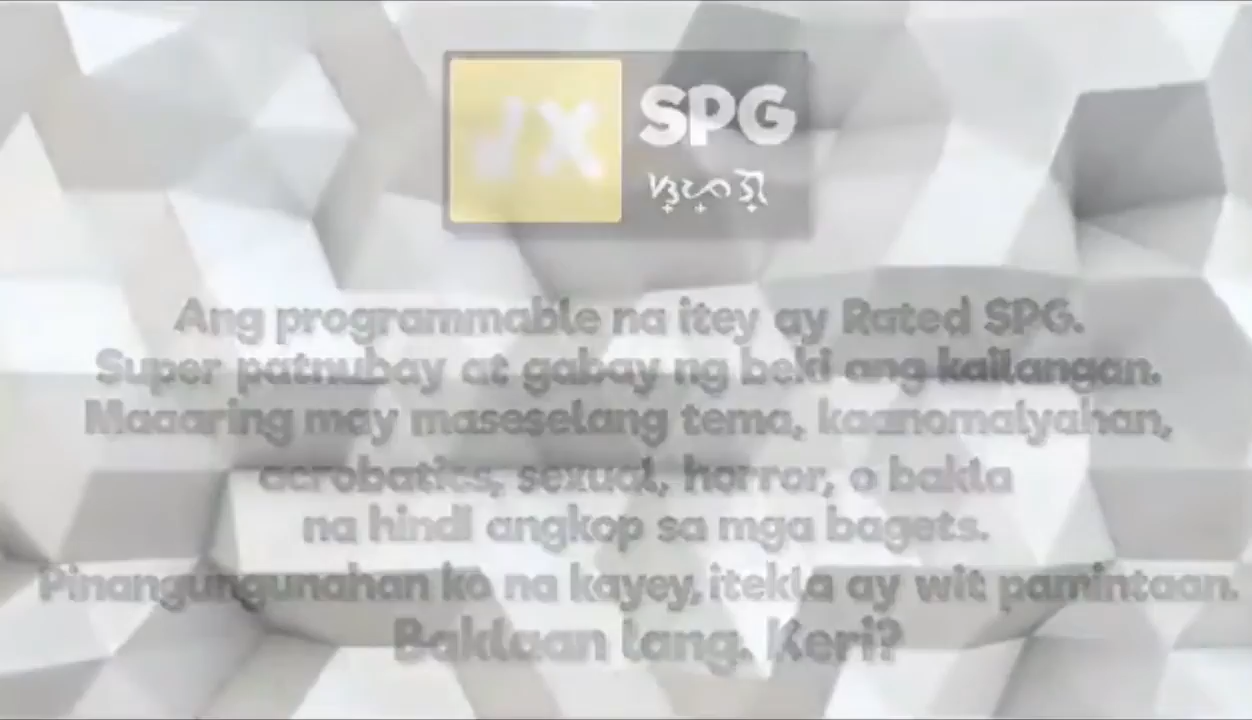 JX
SPG
Ang programmable na itey ay Rated SPG.
Super patnubay at gabay ng beki ang kailangan.
Maaaring may maseselang tema, kaanomalyahan,
acrobatics, sexual, horror, o bakla
na hindi angkop sa mga bagets.
Pinangungunahan ko na kayey, itekla ay wit pamintaan.
Baklaan lang. Keri?